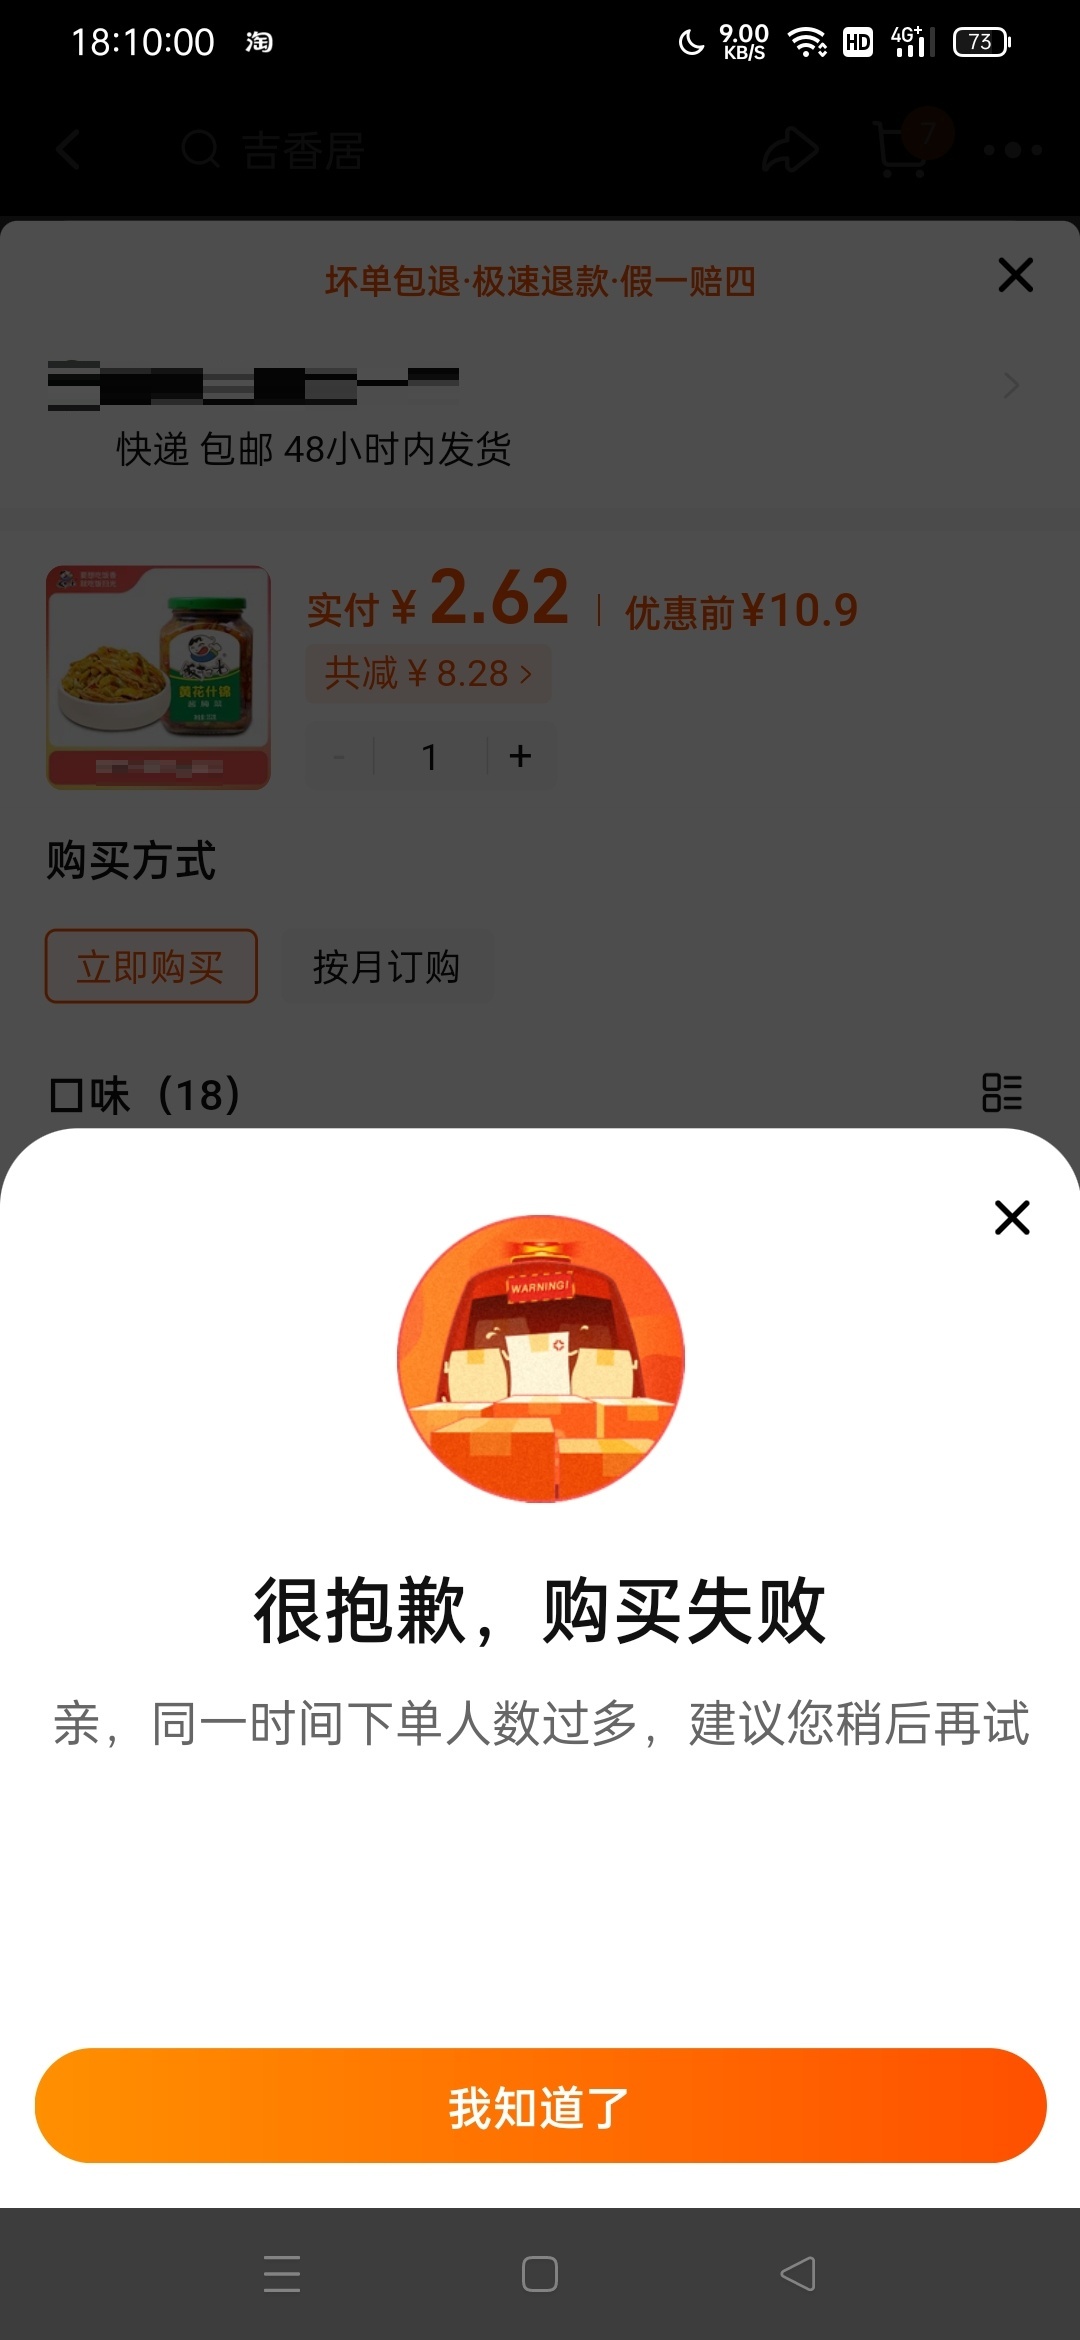 18:10:00 淘 9.00 KB/S HD 4G+ 73
吉香居 7
坏单包退·极速退款·假一赔四
快递 包邮 48小时内发货
实付 ¥ 2.62 | 优惠前 ¥10.9
共减 ¥ 8.28 >
- 1 +
黄花什锦
购买方式
立即购买 按月订购
口味（18）
WARNING!
很抱歉，购买失败
亲，同一时间下单人数过多，建议您稍后再试
我知道了